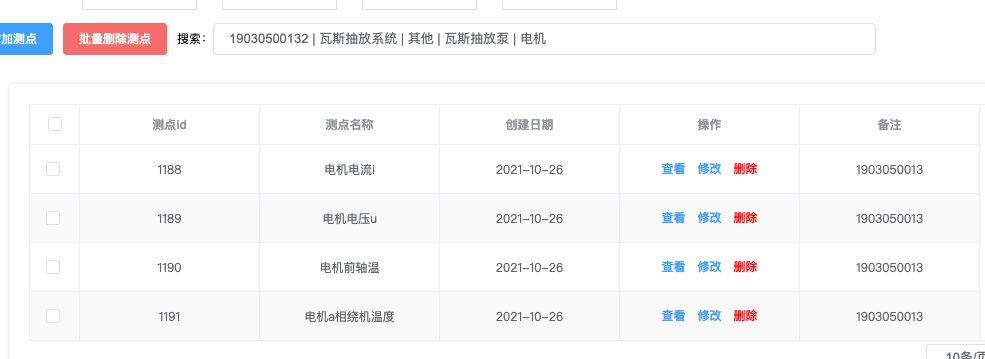 加测点 批量删除测点 搜索： 19030500132 | 瓦斯抽放系统 | 其他 | 瓦斯抽放泵 | 电机
测点id 测点名称 创建日期 操作 备注
1188 电机电流i 2021-10-26 查看 修改 删除 1903050013
1189 电机电压u 2021-10-26 查看 修改 删除 1903050013
1190 电机前轴温 2021-10-26 查看 修改 删除 1903050013
1191 电机a相绕机温度 2021-10-26 查看 修改 删除 1903050013
10条/页